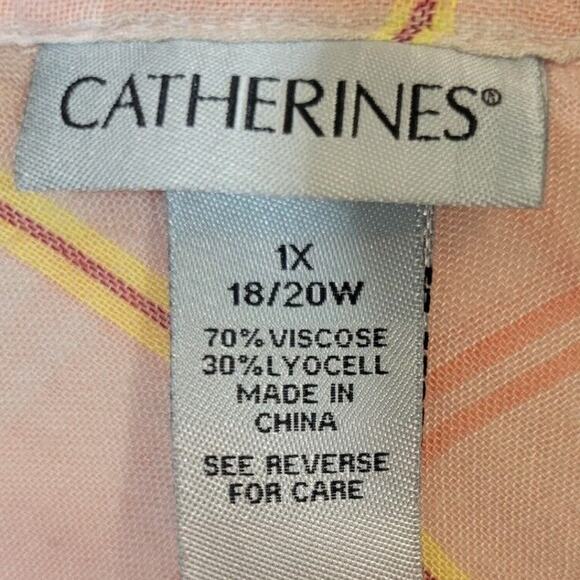 CATHERINES®
1X
18/20W
70% VISCOSE
30% LYOCELL
MADE IN
CHINA
SEE REVERSE
FOR CARE